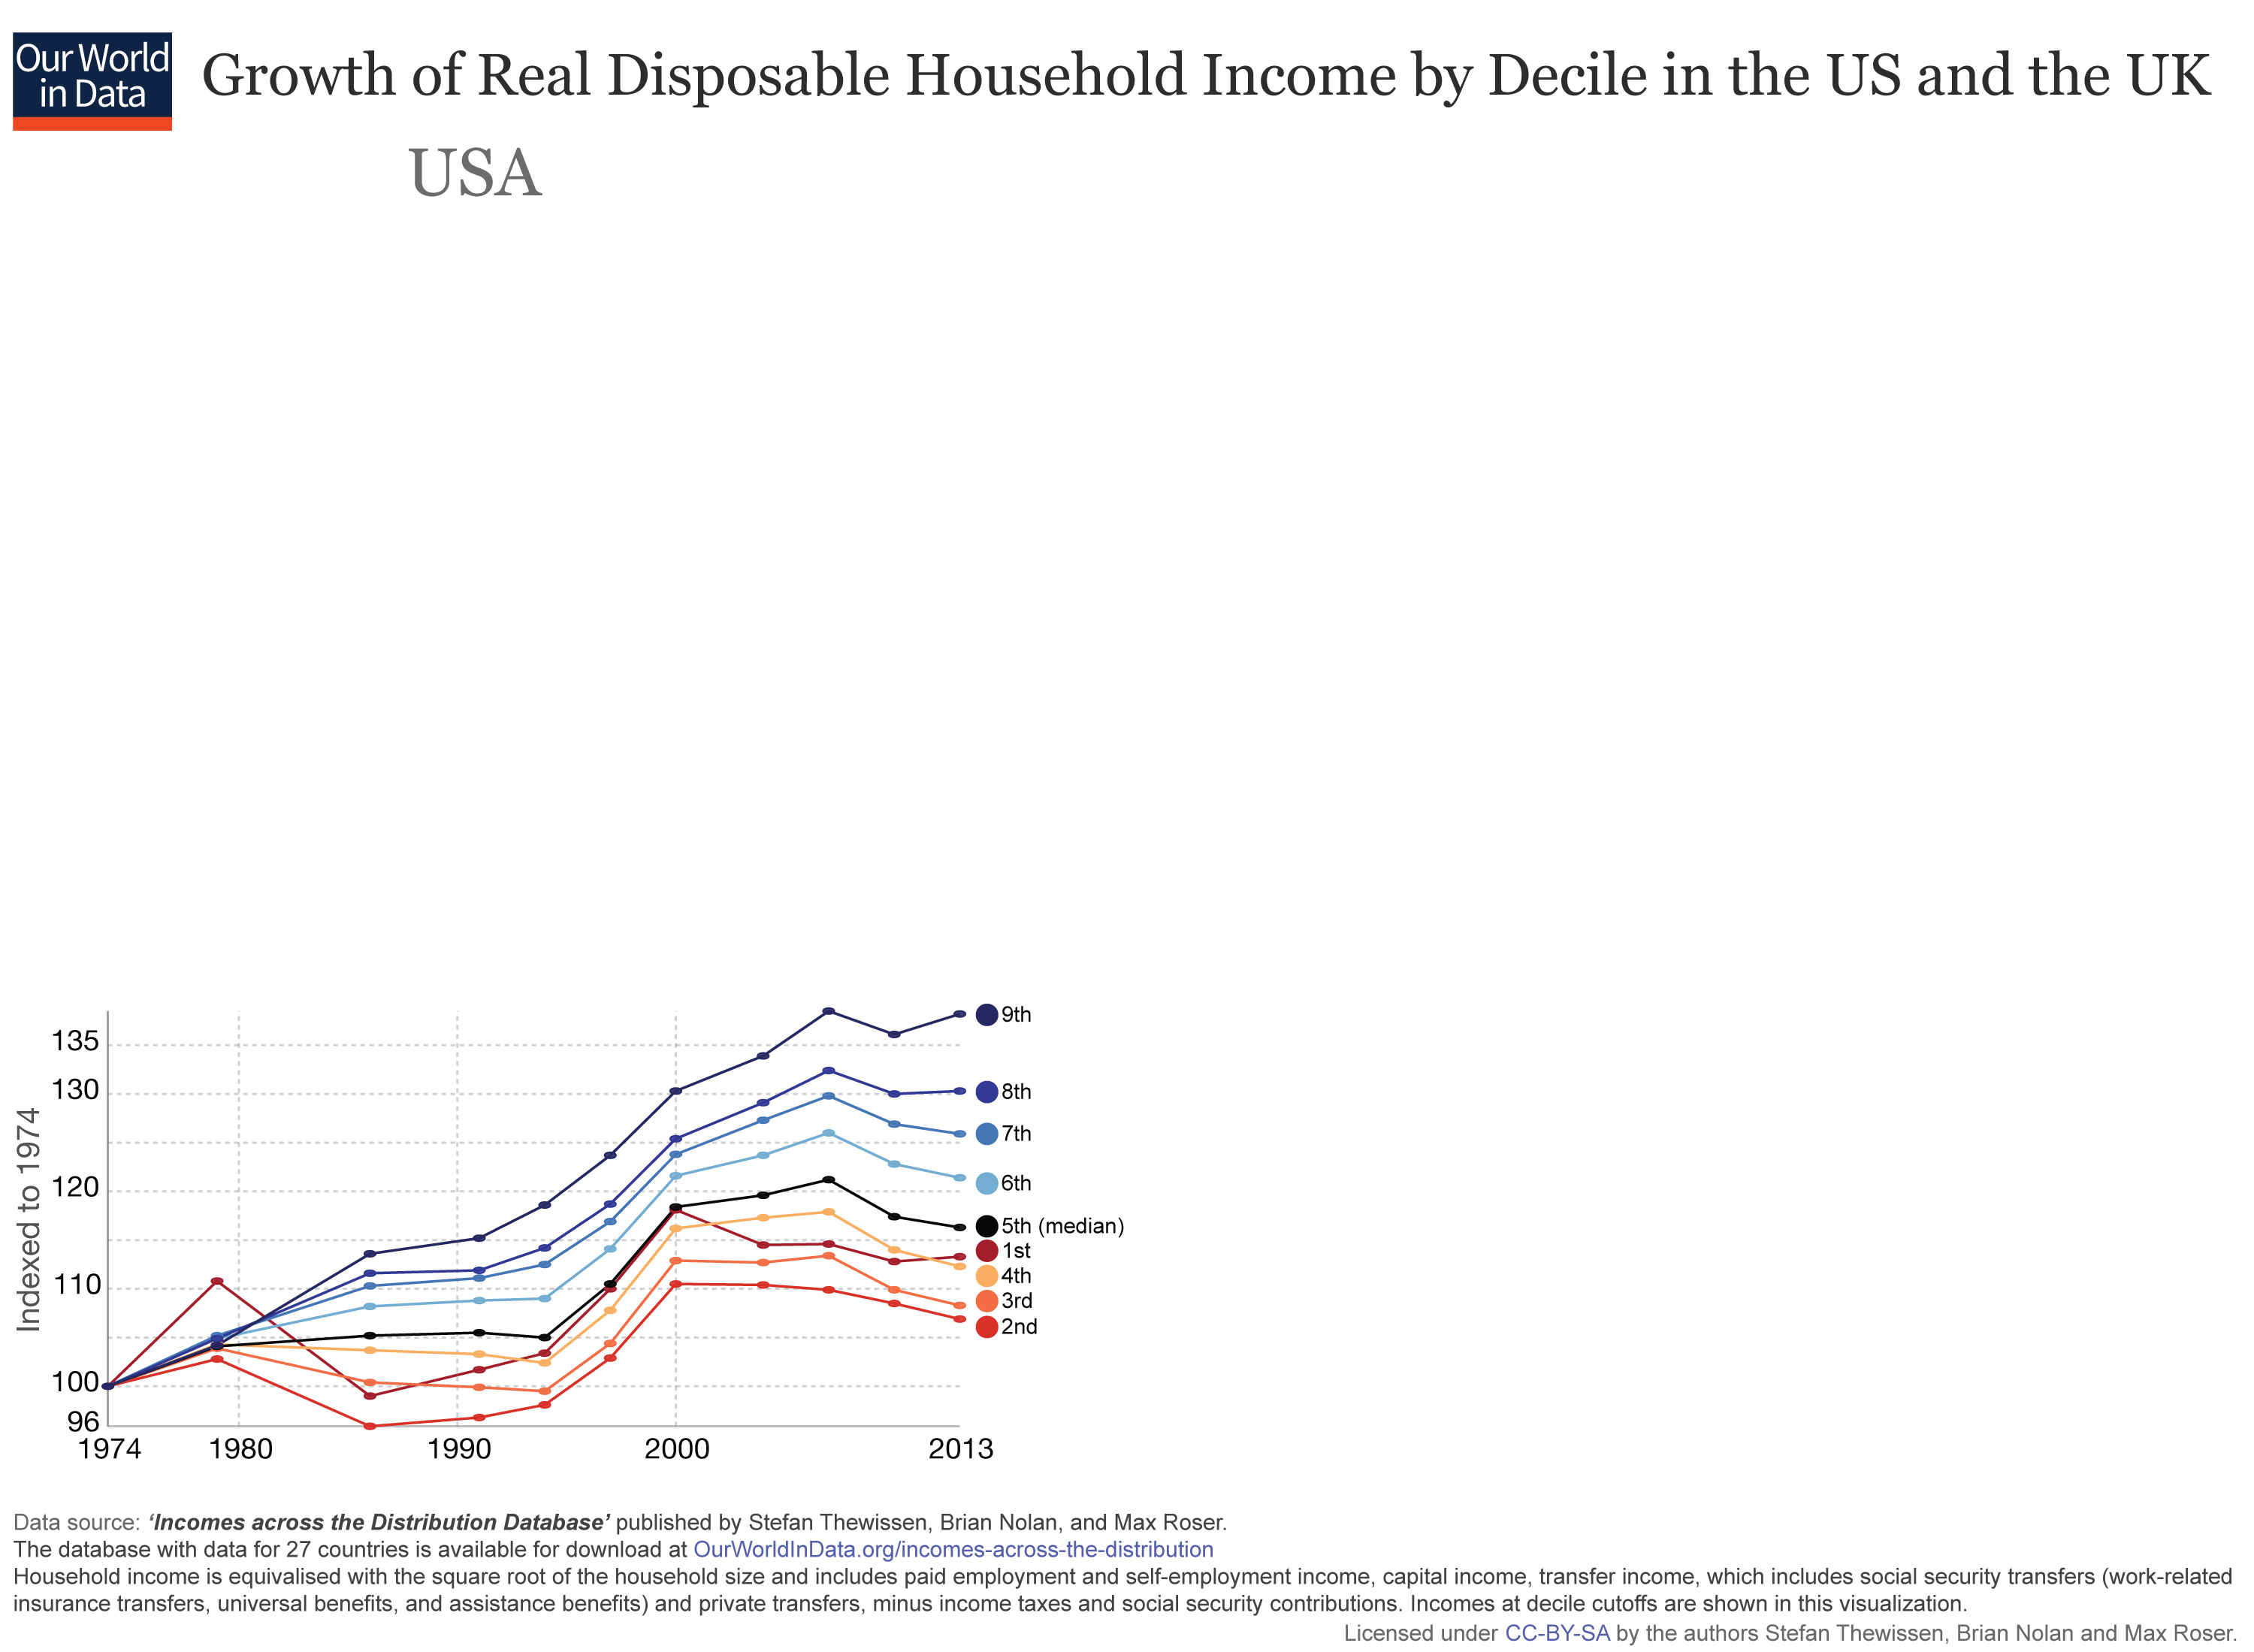 Our World
in Data
Growth of Real Disposable Household Income by Decile in the US and the UK
USA
Indexed to 1974
135
130
120
110
100
96
1974
1980
1990
2000
2013
9th
8th
7th
6th
5th (median)
1st
4th
3rd
2nd
Data source: ‘Incomes across the Distribution Database’ published by Stefan Thewissen, Brian Nolan, and Max Roser.
The database with data for 27 countries is available for download at OurWorldInData.org/incomes-across-the-distribution
Household income is equivalised with the square root of the household size and includes paid employment and self-employment income, capital income, transfer income, which includes social security transfers (work-related
insurance transfers, universal benefits, and assistance benefits) and private transfers, minus income taxes and social security contributions. Incomes at decile cutoffs are shown in this visualization.
Licensed under CC-BY-SA by the authors Stefan Thewissen, Brian Nolan and Max Roser.